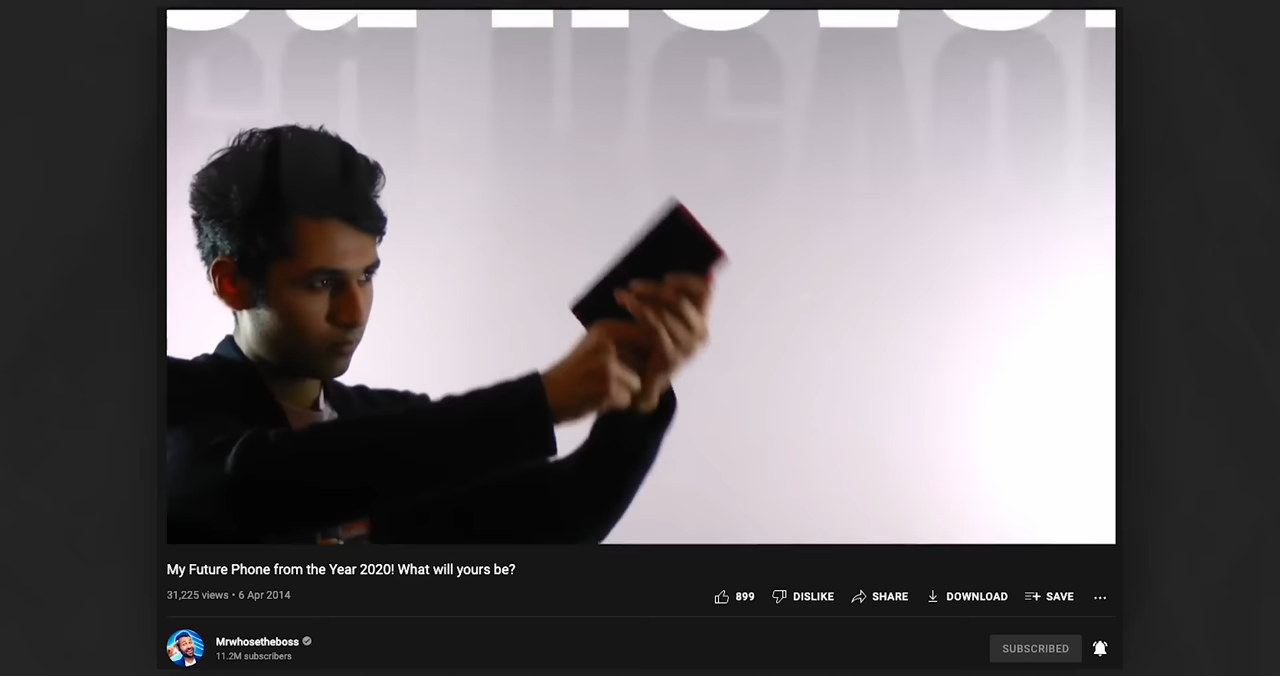 My Future Phone from the Year 2020! What will yours be?
31,225 views • 6 Apr 2014
899 DISLIKE SHARE DOWNLOAD SAVE
Mrwhosetheboss
11.2M subscribers
SUBSCRIBED